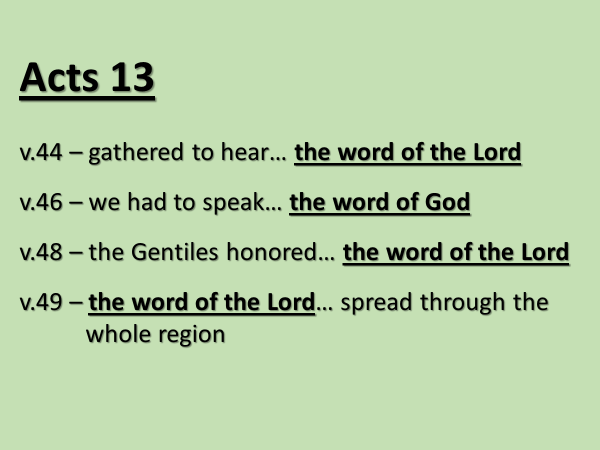 Acts 13
v.44 – gathered to hear… the word of the Lord
v.46 – we had to speak… the word of God
v.48 – the Gentiles honored… the word of the Lord
v.49 – the word of the Lord… spread through the
whole region